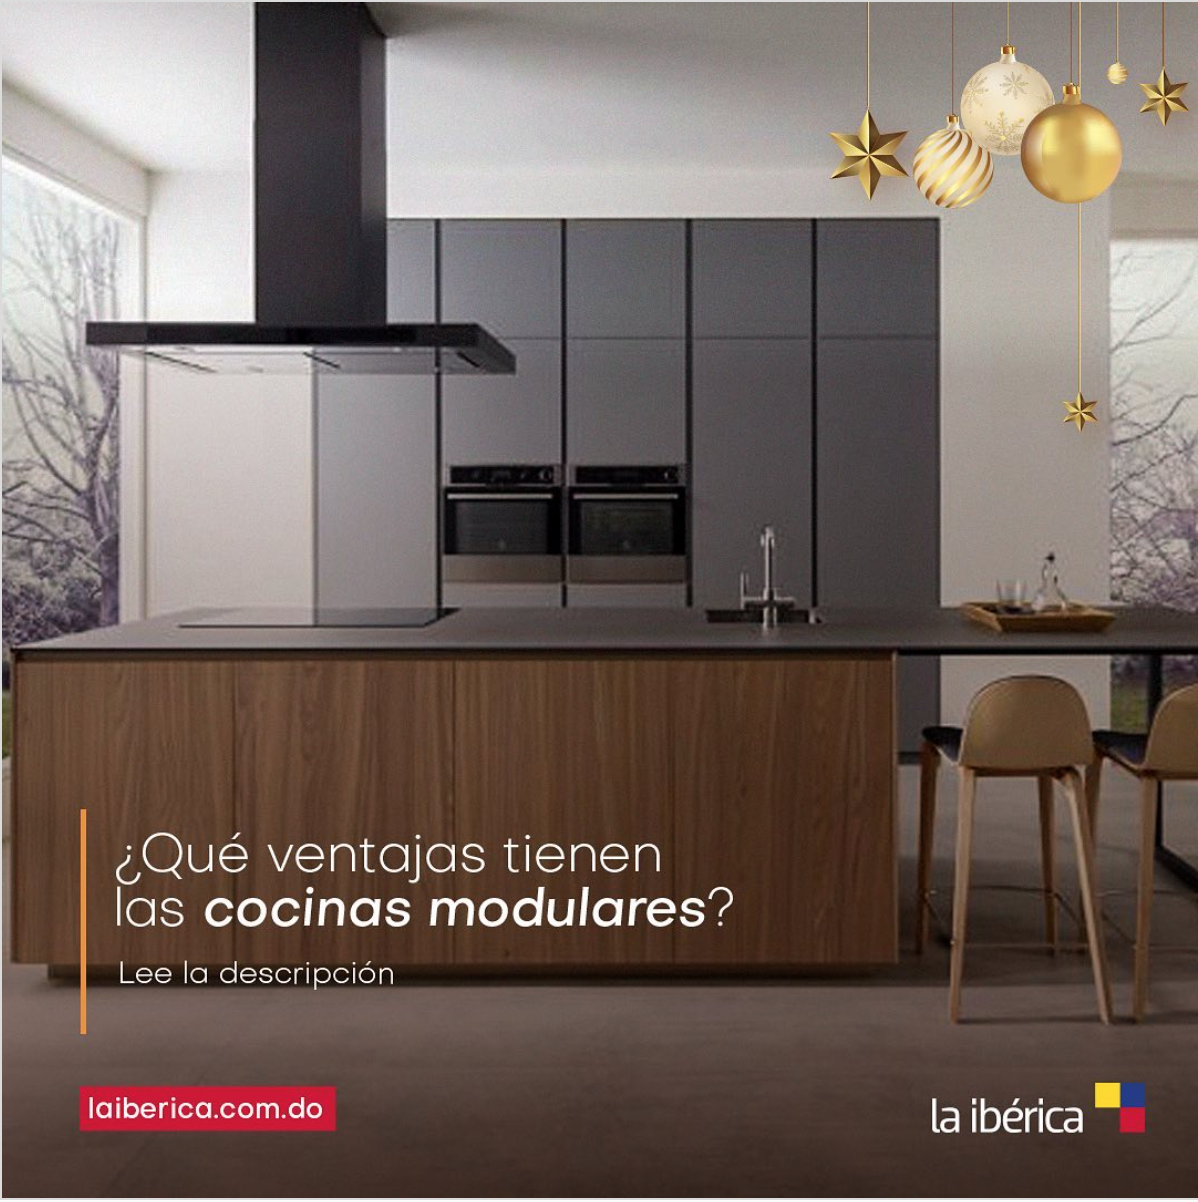 ¿Qué ventajas tienen
las cocinas modulares?
Lee la descripción
laiberica.com.do
la ibérica